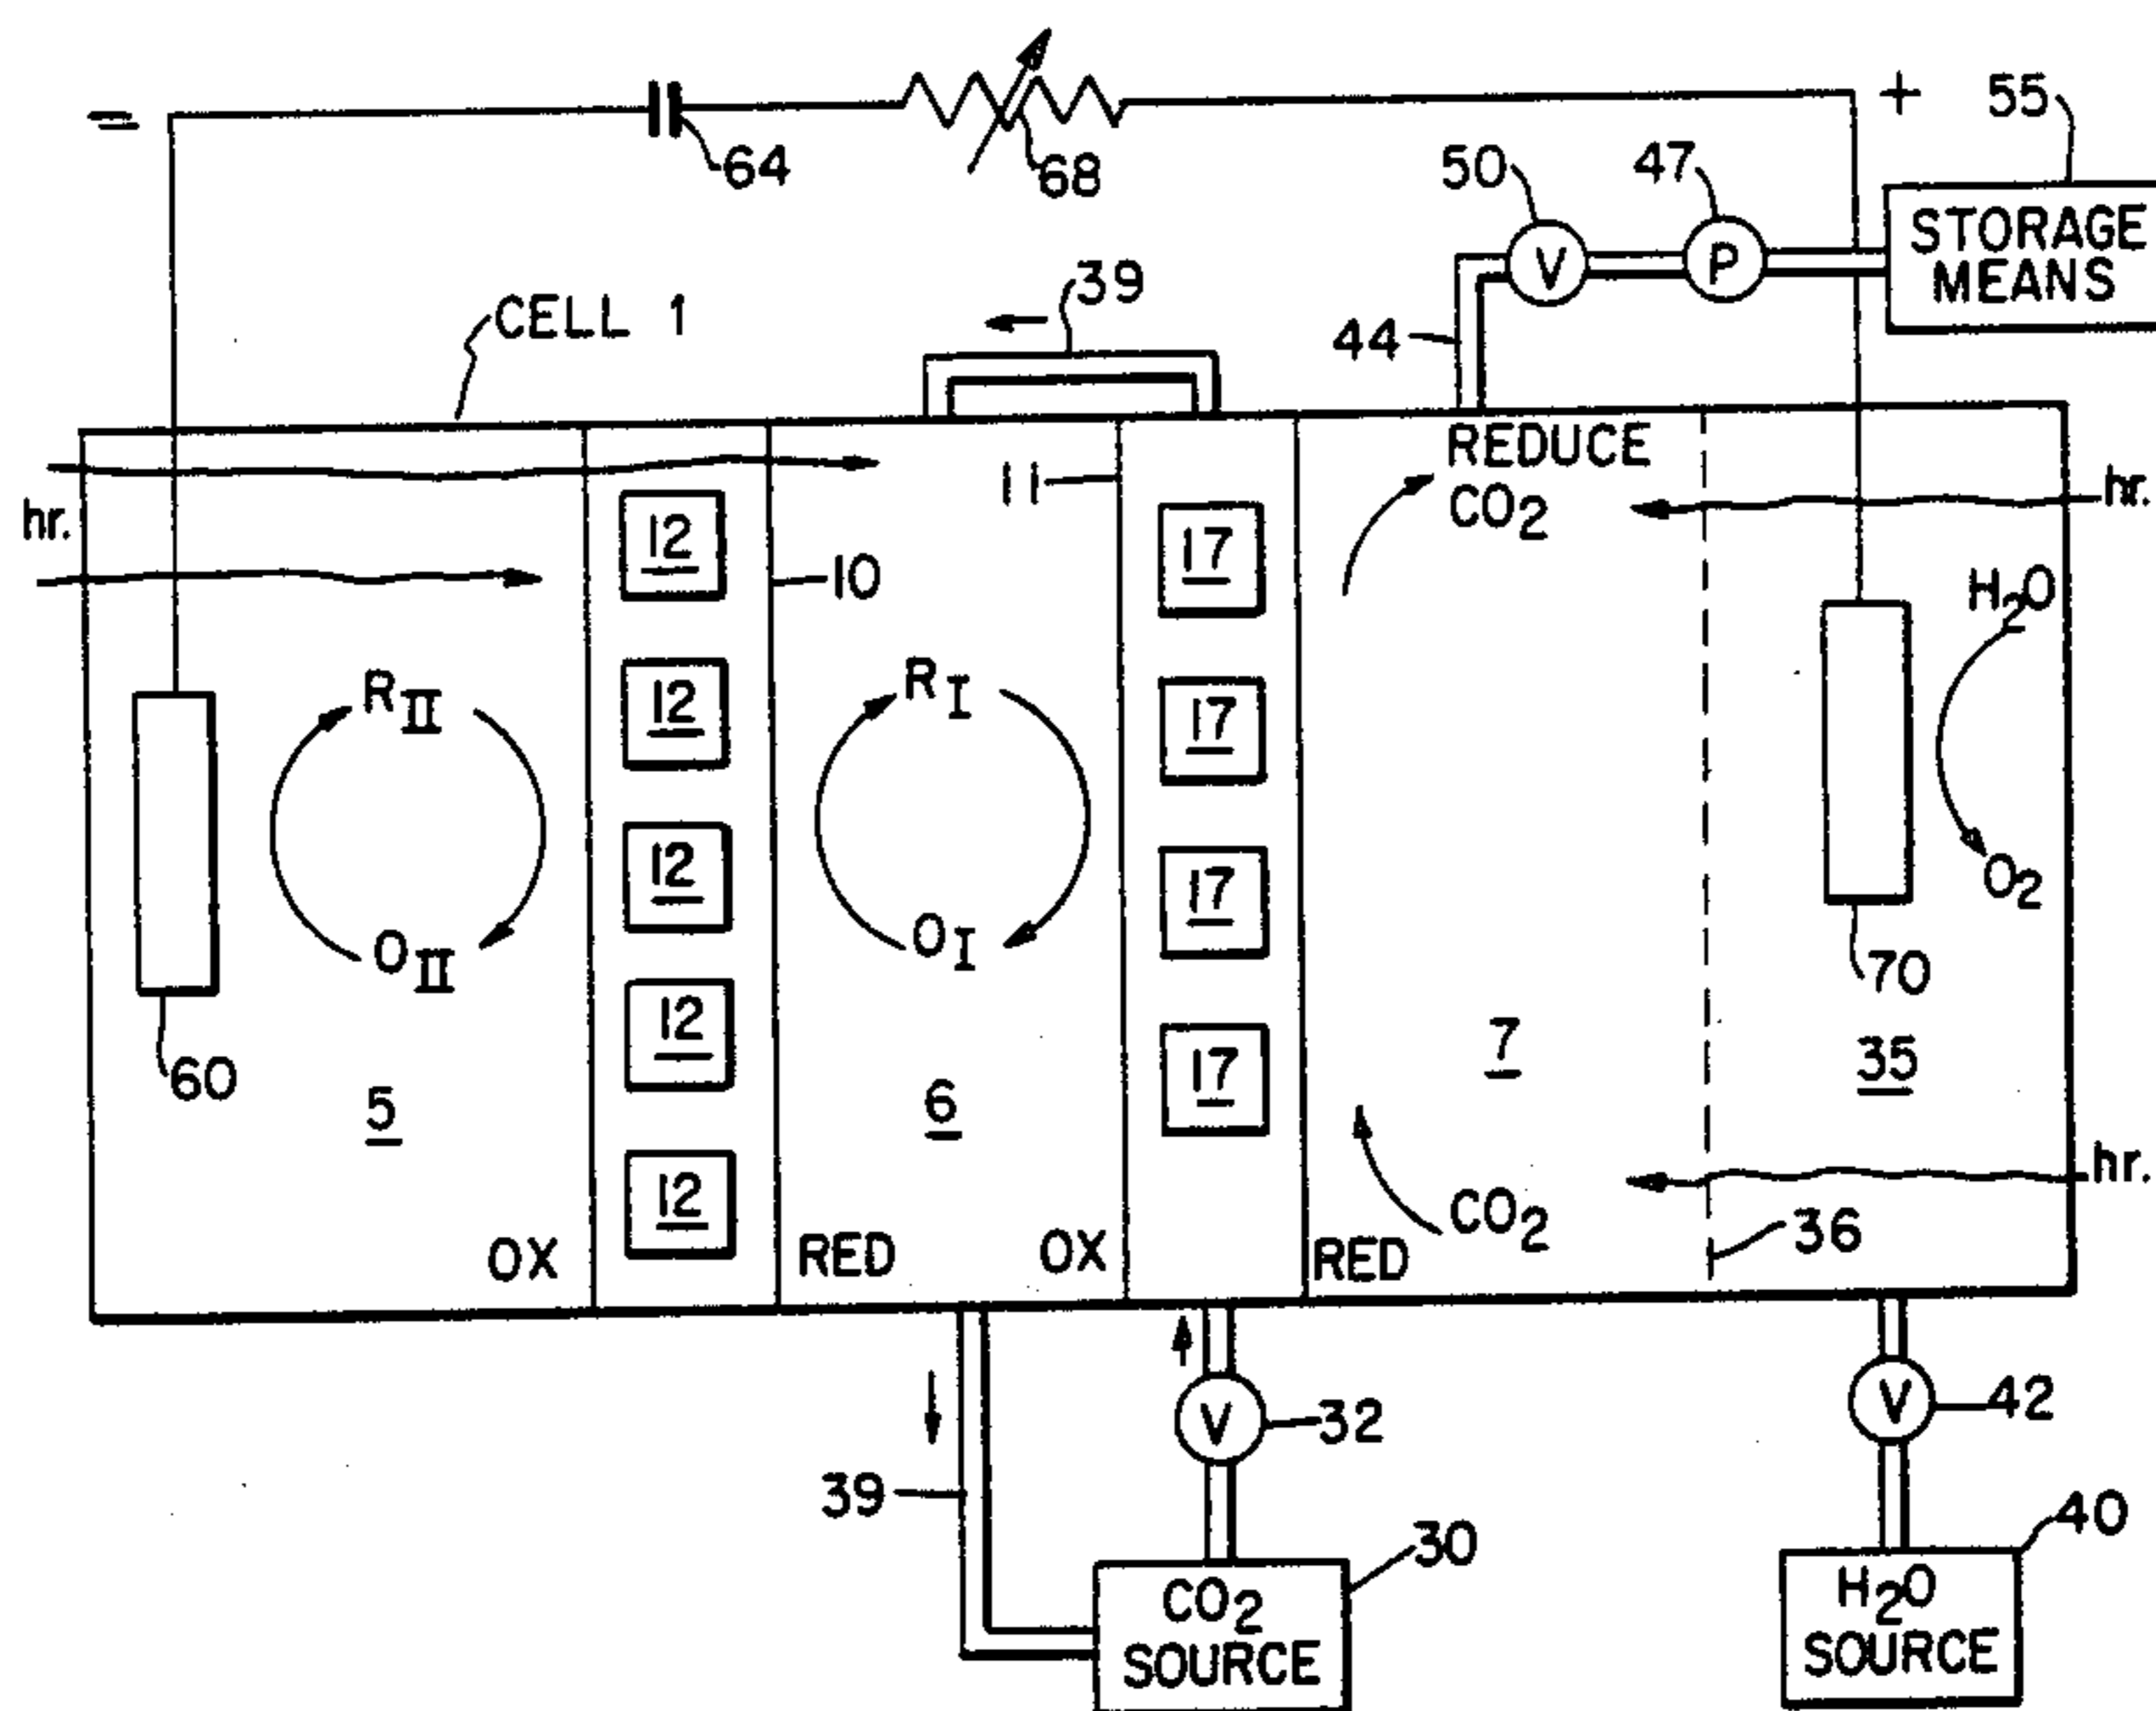 −
+
55
64
68
50
47
V
P
STORAGE
MEANS
39
CELL 1
44
hr.
11
REDUCE
CO2
hr.
12
10
17
H2O
RII
12
RI
17
12
OII
OI
17
O2
70
60
12
5
6
17
7
35
hr.
12
OX
RED
OX
RED
CO2
36
V
32
V
42
39
30
40
CO2
SOURCE
H2O
SOURCE